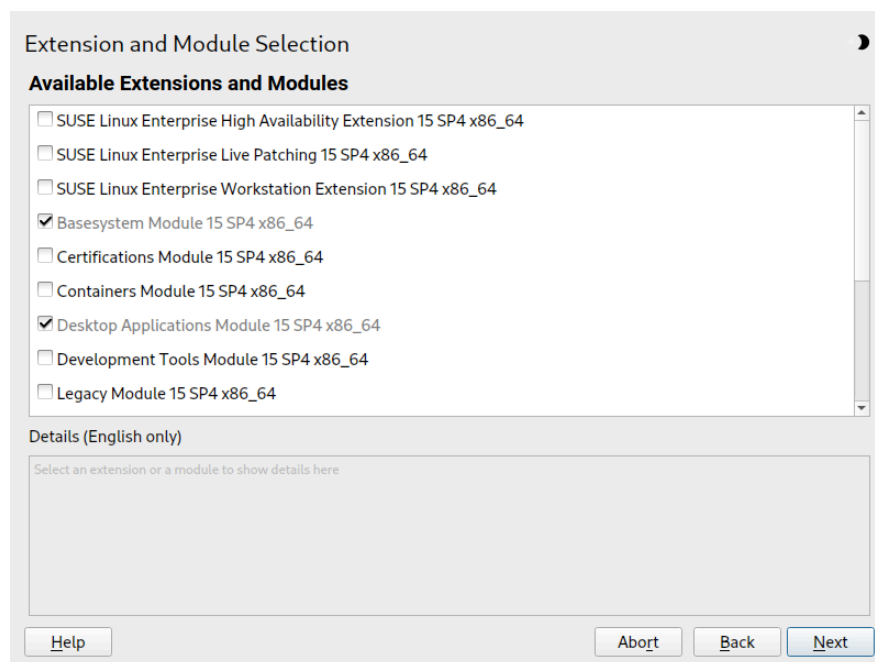 Extension and Module Selection
Available Extensions and Modules
SUSE Linux Enterprise High Availability Extension 15 SP4 x86_64
SUSE Linux Enterprise Live Patching 15 SP4 x86_64
SUSE Linux Enterprise Workstation Extension 15 SP4 x86_64
Basesystem Module 15 SP4 x86_64
Certifications Module 15 SP4 x86_64
Containers Module 15 SP4 x86_64
Desktop Applications Module 15 SP4 x86_64
Development Tools Module 15 SP4 x86_64
Legacy Module 15 SP4 x86_64
Details (English only)
Select an extension or a module to show details here
Help Abort Back Next